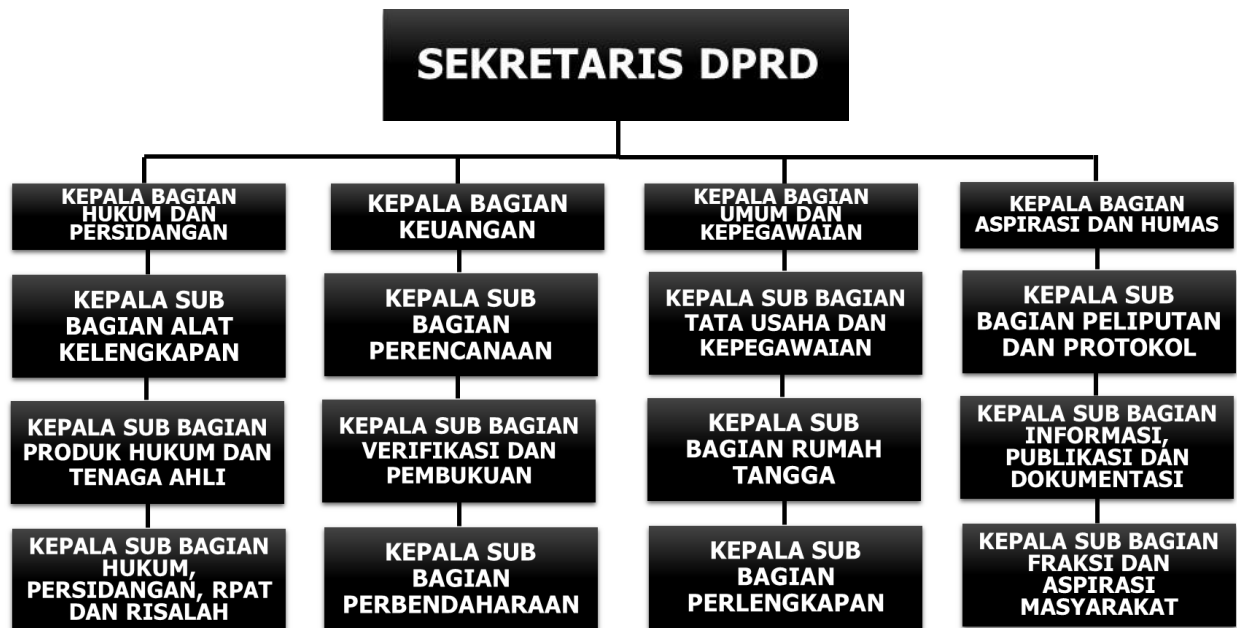 SEKRETARIS DPRD
KEPALA BAGIAN
HUKUM DAN
PERSIDANGAN
KEPALA BAGIAN
KEUANGAN
KEPALA BAGIAN
UMUM DAN
KEPEGAWAIAN
KEPALA BAGIAN
ASPIRASI DAN HUMAS
KEPALA SUB
BAGIAN ALAT
KELENGKAPAN
KEPALA SUB
BAGIAN
PERENCANAAN
KEPALA SUB BAGIAN
TATA USAHA DAN
KEPEGAWAIAN
KEPALA SUB
BAGIAN PELIPUTAN
DAN PROTOKOL
KEPALA SUB BAGIAN
PRODUK HUKUM DAN
TENAGA AHLI
KEPALA SUB BAGIAN
VERIFIKASI DAN
PEMBUKUAN
KEPALA SUB
BAGIAN RUMAH
TANGGA
KEPALA SUB BAGIAN
INFORMASI,
PUBLIKASI DAN
DOKUMENTASI
KEPALA SUB BAGIAN
HUKUM,
PERSIDANGAN, RPAT
DAN RISALAH
KEPALA SUB
BAGIAN
PERBENDAHARAAN
KEPALA SUB
BAGIAN
PERLENGKAPAN
KEPALA SUB BAGIAN
FRAKSI DAN
ASPIRASI
MASYARAKAT